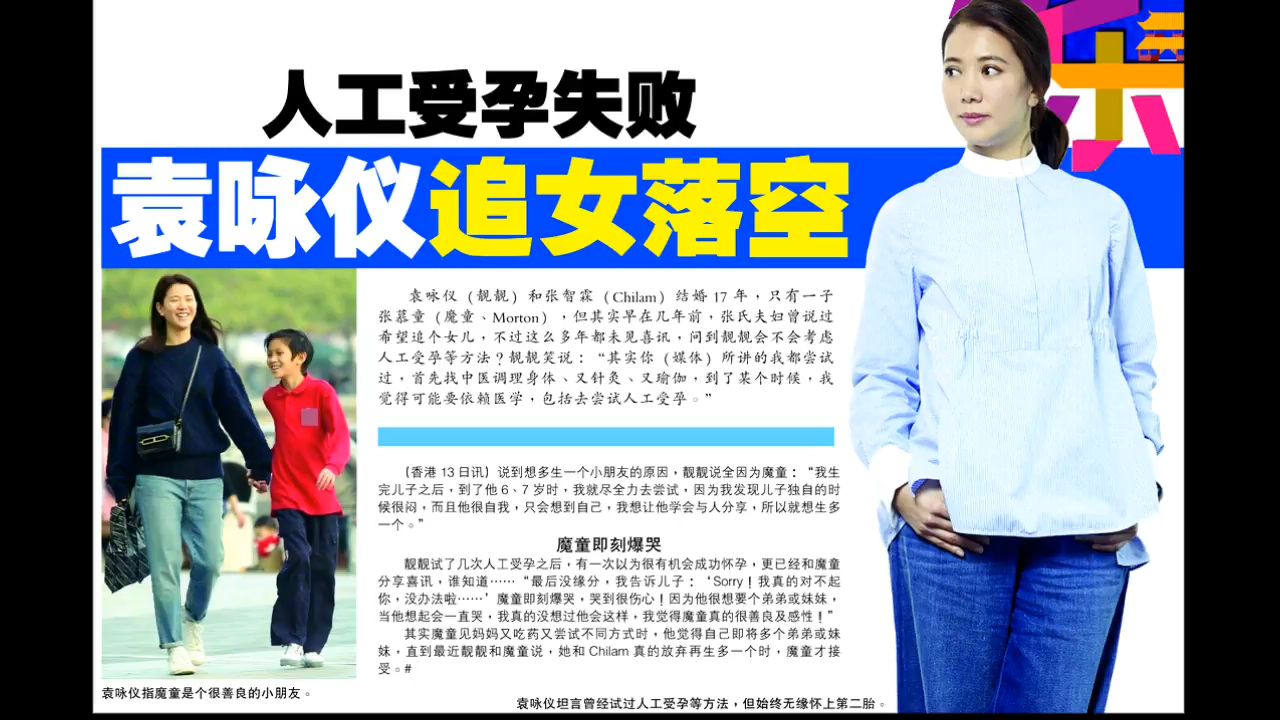 人工受孕失败
袁咏仪追女落空
袁咏仪（靓靓）和张智霖（Chilam）结婚17年，只有一子
张慕童（魔童、Morton），但其实早在几年前，张氏夫妇曾说过
希望追个女儿，不过这么多年都未见喜讯，问到靓靓会不会考虑
人工受孕等方法？靓靓笑说：“其实你（媒体）所讲的我都尝试
过，首先找中医调理身体、又针灸、又瑜伽，到了某个时候，我
觉得可能要依赖医学，包括去尝试人工受孕。”
（香港13日讯）说到想多生一个小朋友的原因，靓靓说全因为魔童：“我生
完儿子之后，到了他6、7岁时，我就尽全力去尝试，因为我发现儿子独自的时
候很闷，而且他很自我，只会想到自己，我想让他学会与人分享，所以就想生多
一个。”
魔童即刻爆哭
靓靓试了几次人工受孕之后，有一次以为很有机会成功怀孕，更已经和魔童
分享喜讯，谁知道……“最后没缘分，我告诉儿子：‘Sorry！我真的对不起
你，没办法啦……’魔童即刻爆哭，哭到很伤心！因为他很想要个弟弟或妹妹，
当他想起会一直哭，我真的没想过他会这样，我觉得魔童真的很善良及感性！”
其实魔童见妈妈又吃药又尝试不同方式时，他觉得自己即将多个弟弟或妹
妹，直到最近靓靓和魔童说，她和Chilam真的放弃再生多一个时，魔童才接
受。#
袁咏仪指魔童是个很善良的小朋友。
袁咏仪坦言曾经试过人工受孕等方法，但始终无缘怀上第二胎。